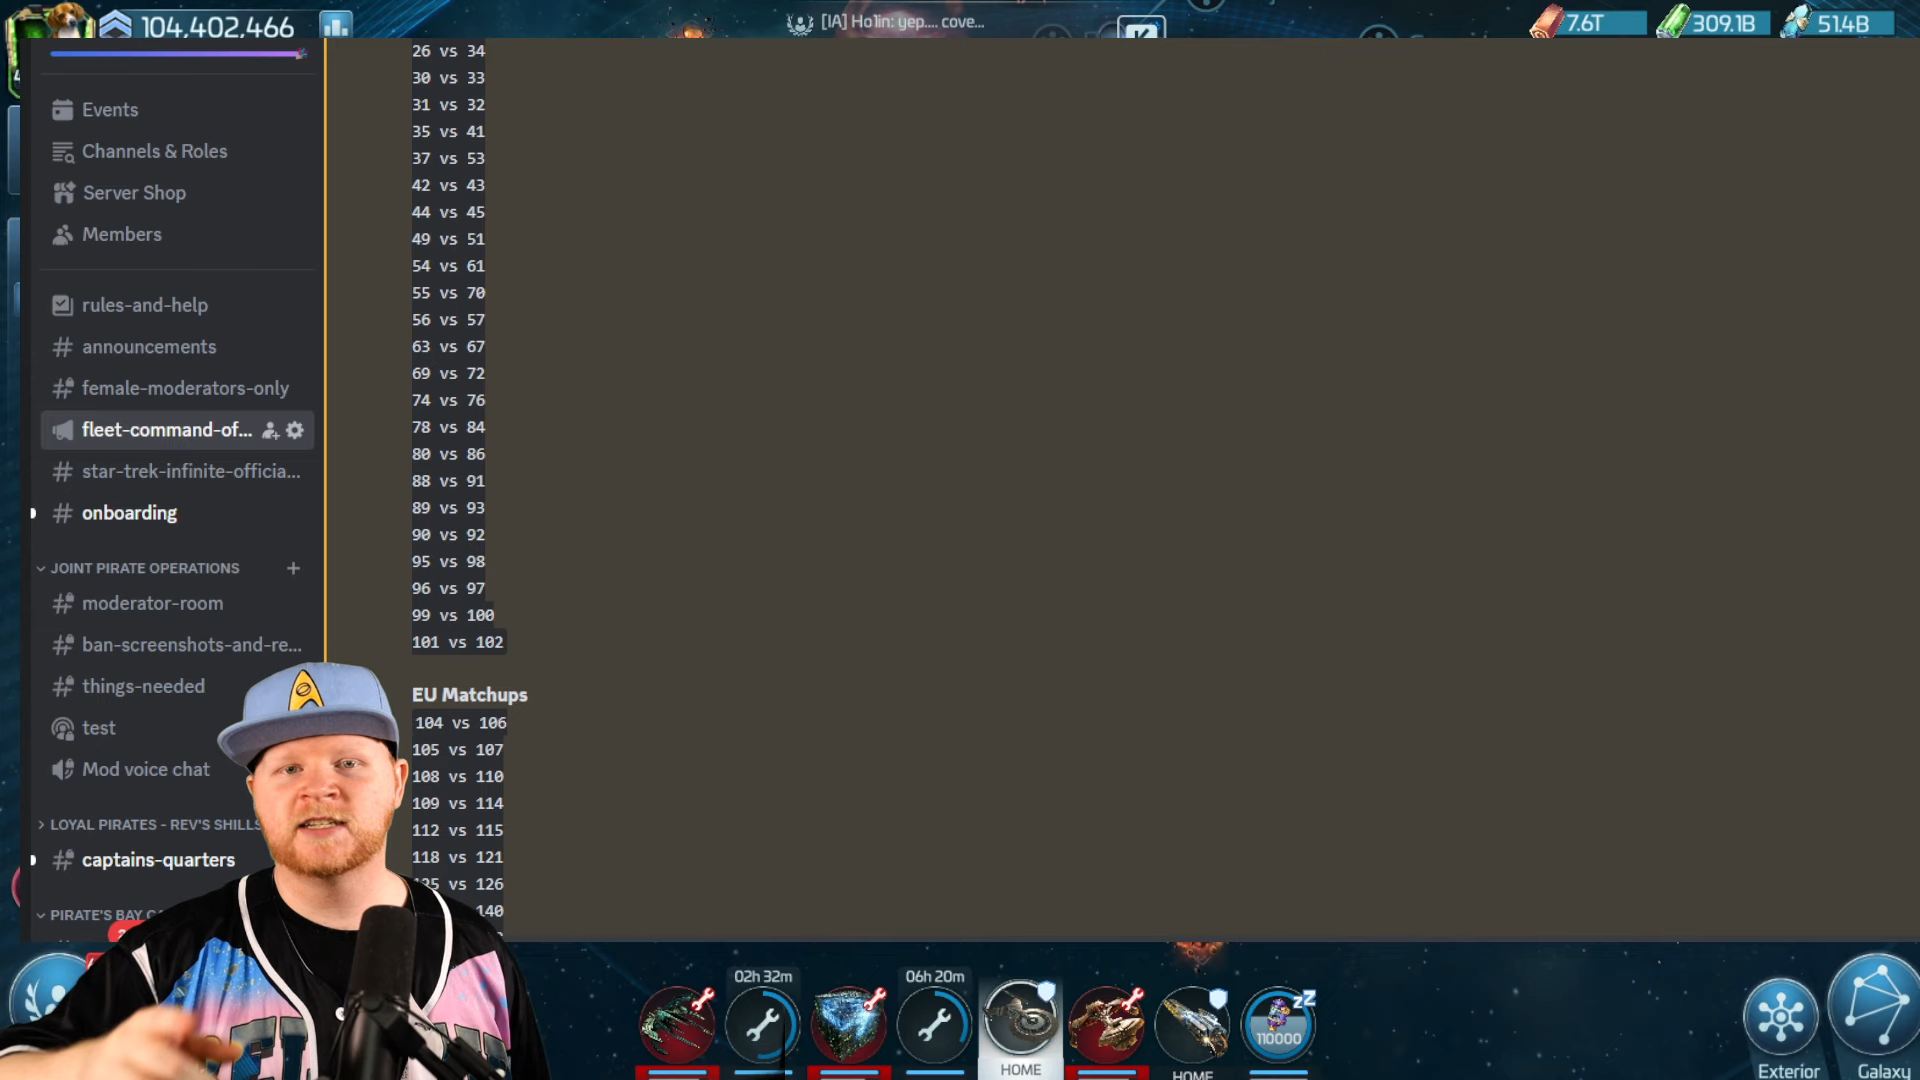 104,402,466
[IA] Ho1in: yep.... cove...
7.6T
309.1B
51.4B
Events
Channels & Roles
Server Shop
Members
rules-and-help
announcements
female-moderators-only
fleet-command-of...
star-trek-infinite-officia...
onboarding
JOINT PIRATE OPERATIONS
moderator-room
ban-screenshots-and-re...
things-needed
test
Mod voice chat
LOYAL PIRATES - REV'S SHILLS
captains-quarters
PIRATE'S BAY
26 vs 34
30 vs 33
31 vs 32
35 vs 41
37 vs 53
42 vs 43
44 vs 45
49 vs 51
54 vs 61
55 vs 70
56 vs 57
63 vs 67
69 vs 72
74 vs 76
78 vs 84
80 vs 86
88 vs 91
89 vs 93
90 vs 92
95 vs 98
96 vs 97
99 vs 100
101 vs 102
EU Matchups
104 vs 106
105 vs 107
108 vs 110
109 vs 114
112 vs 115
118 vs 121
125 vs 126
140
02h 32m
06h 20m
zZ
110000
HOME
HOME
Exterior
Galaxy